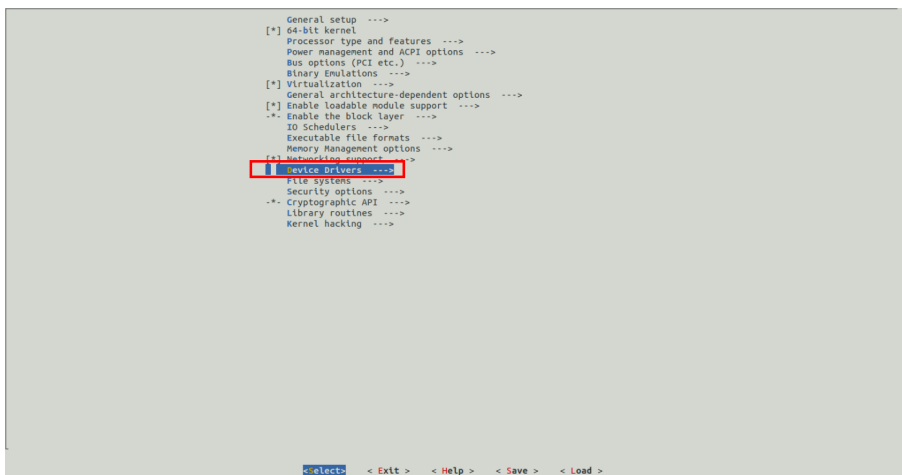 General setup --->
[*] 64-bit kernel
Processor type and features --->
Power management and ACPI options --->
Bus options (PCI etc.) --->
Binary Emulations --->
[*] Virtualization --->
General architecture-dependent options --->
[*] Enable loadable module support --->
-*- Enable the block layer --->
IO Schedulers --->
Executable file formats --->
Memory Management options --->
[*] Networking support --->
Device Drivers --->
File systems --->
Security options --->
-*- Cryptographic API --->
Library routines --->
Kernel hacking --->
<Select> < Exit > < Help > < Save > < Load >